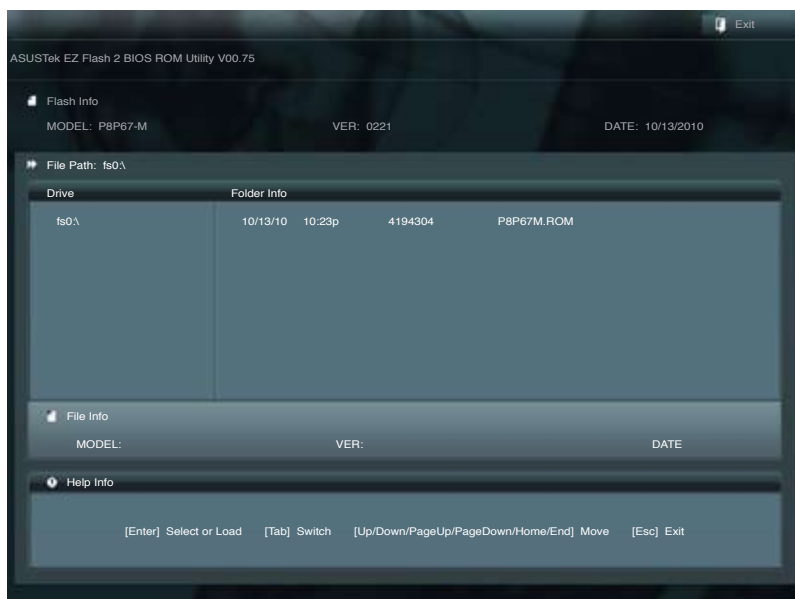 Exit
ASUSTek EZ Flash 2 BIOS ROM Utility V00.75
Flash Info
MODEL: P8P67-M VER: 0221 DATE: 10/13/2010
File Path: fs0:\
Drive Folder Info
fs0:\ 10/13/10 10:23p 4194304 P8P67M.ROM
File Info
MODEL: VER: DATE
Help Info
[Enter] Select or Load [Tab] Switch [Up/Down/PageUp/PageDown/Home/End] Move [Esc] Exit